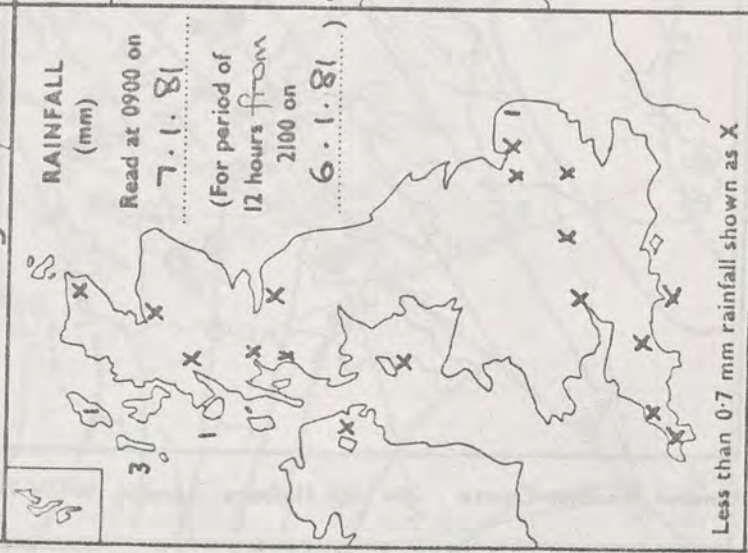 RAINFALL
(mm)
Read at 0900 on
7.1.81
(For period of
12 hours from
2100 on
6.1.81)
X
1
3 X
1 X
X
X X
X
X
X X 1
X X
X
X
X
X X
Less than 0·7 mm rainfall shown as X